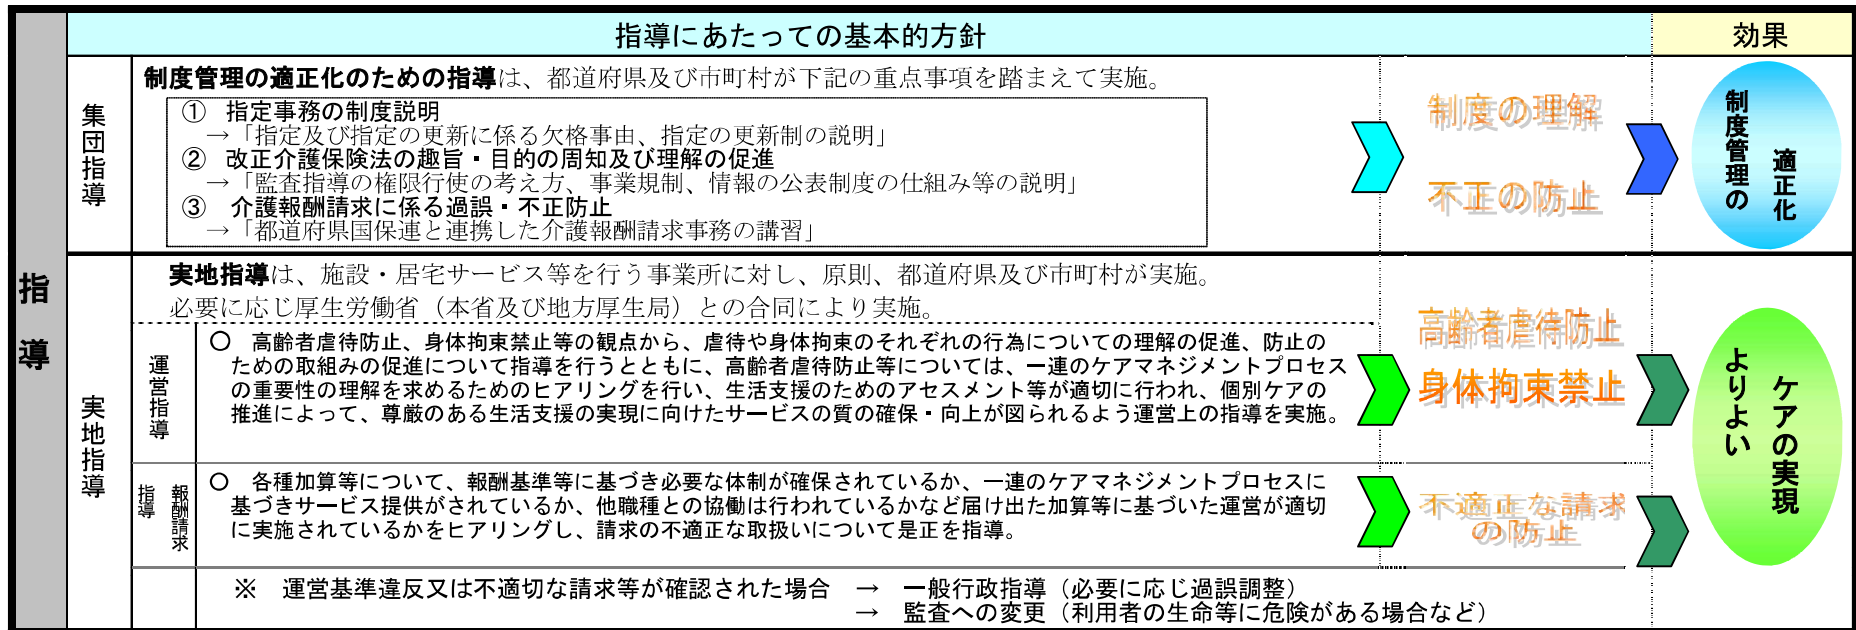 指導にあたっての基本的方針
効果
指導
集団指導
制度管理の適正化のための指導は、都道府県及び市町村が下記の重点事項を踏まえて実施。
① 指定事務の制度説明
→「指定及び指定の更新に係る欠格事由、指定の更新制の説明」
② 改正介護保険法の趣旨・目的の周知及び理解の促進
→「監査指導の権限行使の考え方、事業規制、情報の公表制度の仕組み等の説明」
③ 介護報酬請求に係る過誤・不正防止
→「都道府県国保連と連携した介護報酬請求事務の講習」
制度の理解
不正の防止
制度管理の
適正化
実地指導
実地指導は、施設・居宅サービス等を行う事業所に対し、原則、都道府県及び市町村が実施。
必要に応じ厚生労働省（本省及び地方厚生局）との合同により実施。
運営指導
○ 高齢者虐待防止、身体拘束禁止等の観点から、虐待や身体拘束のそれぞれの行為についての理解の促進、防止の
ための取組みの促進について指導を行うとともに、高齢者虐待防止等については、一連のケアマネジメントプロセス
の重要性の理解を求めるためのヒアリングを行い、生活支援のためのアセスメント等が適切に行われ、個別ケアの
推進によって、尊厳のある生活支援の実現に向けたサービスの質の確保・向上が図られるよう運営上の指導を実施。
高齢者虐待防止
身体拘束禁止
よりよい
ケアの実現
報酬請求
指導
○ 各種加算等について、報酬基準等に基づき必要な体制が確保されているか、一連のケアマネジメントプロセスに
基づきサービス提供がされているか、他職種との協働は行われているかなど届け出た加算等に基づいた運営が適切
に実施されているかをヒアリングし、請求の不適正な取扱いについて是正を指導。
不適正な請求
の防止
※ 運営基準違反又は不適切な請求等が確認された場合 → 一般行政指導（必要に応じ過誤調整）
→ 監査への変更（利用者の生命等に危険がある場合など）